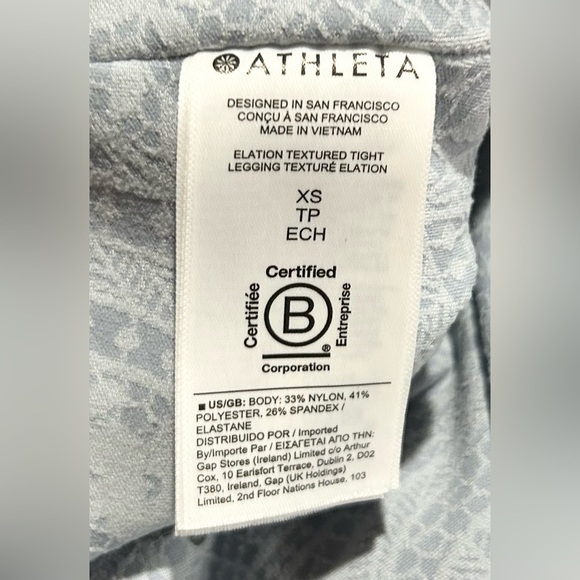 ATHLETA
DESIGNED IN SAN FRANCISCO
CONÇU À SAN FRANCISCO
MADE IN VIETNAM
ELATION TEXTURED TIGHT
LEGGING TEXTURÉ ELATION
XS
TP
ECH
Certified
Certifiée
B
Entreprise
®
Corporation
■ US/GB: BODY: 33% NYLON, 41%
POLYESTER, 26% SPANDEX /
ELASTANE
DISTRIBUIDO POR / Imported
By/Importe Par / ΕΙΣΑΓΕΤΑΙ ΑΠΟ ΤΗΝ:
Gap Stores (Ireland) Limited c/o Arthur
Cox, 10 Earlsfort Terrace, Dublin 2, D02
T380, Ireland, Gap (UK Holdings)
Limited, 2nd Floor Nations House, 103